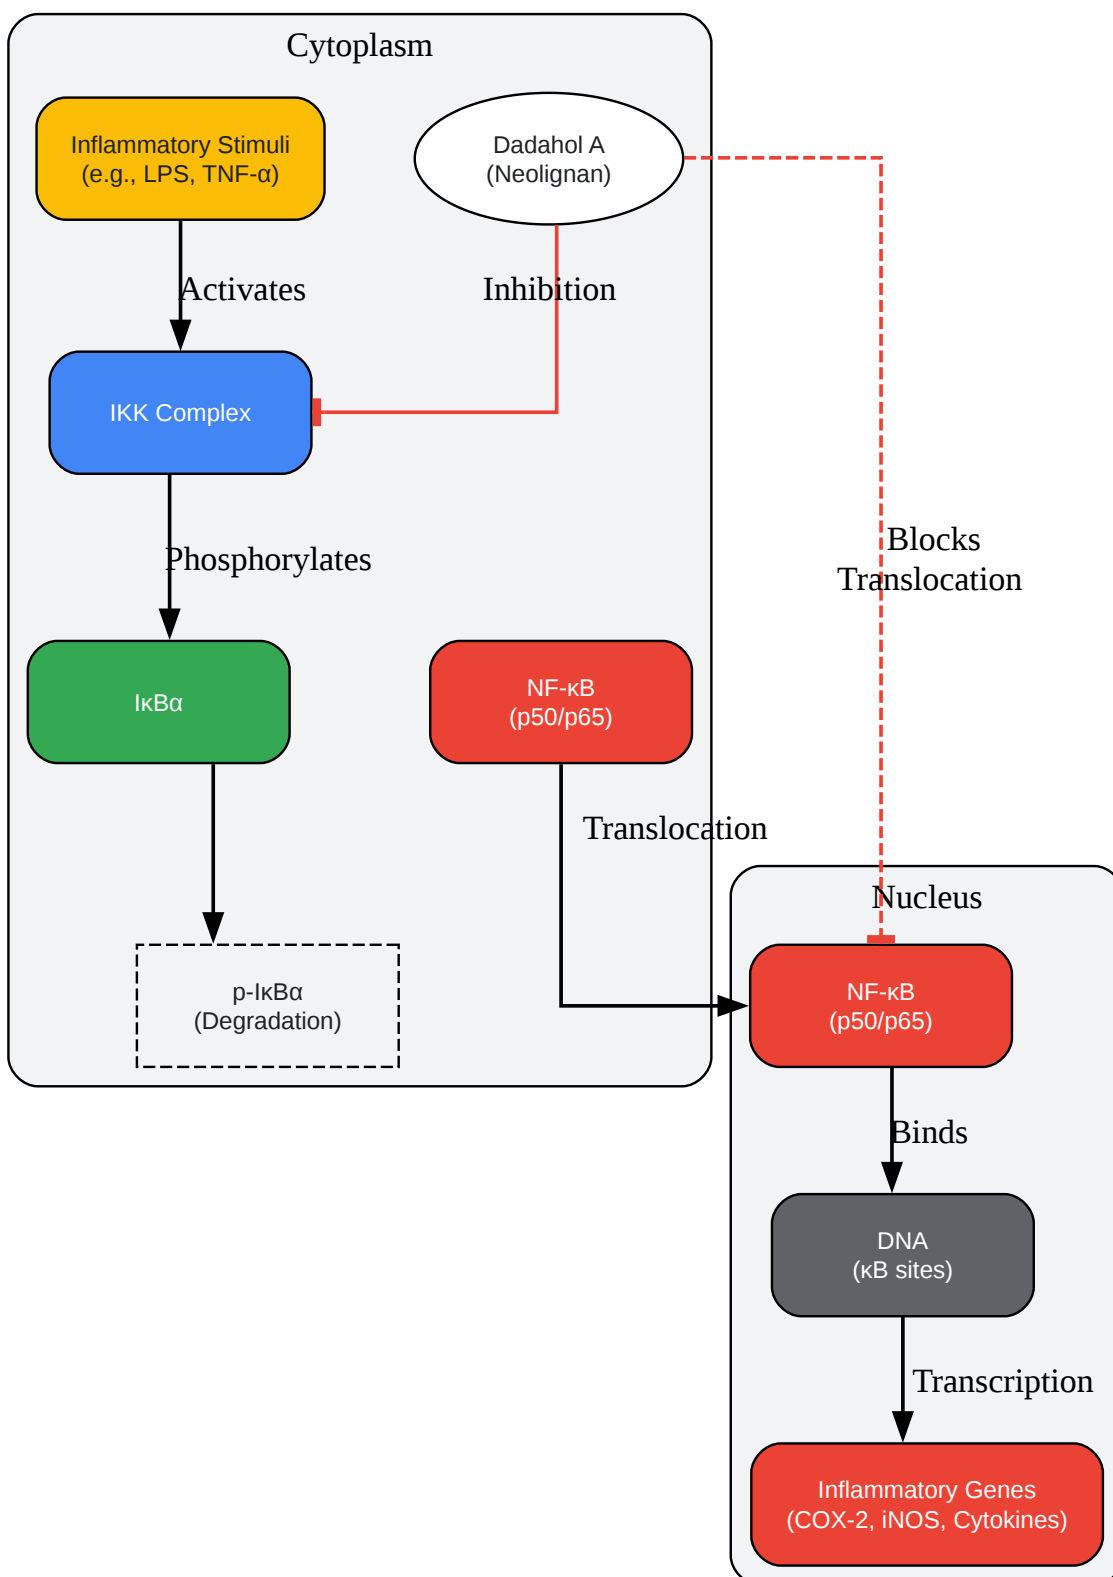 Cytoplasm
Inflammatory Stimuli
(e.g., LPS, TNF-α)
Dadahol A
(Neolignan)
Activates
Inhibition
IKK Complex
Phosphorylates
Blocks
Translocation
IκBα
NF-κB
(p50/p65)
Translocation
Nucleus
p-IκBα
(Degradation)
NF-κB
(p50/p65)
Binds
DNA
(κB sites)
Transcription
Inflammatory Genes
(COX-2, iNOS, Cytokines)